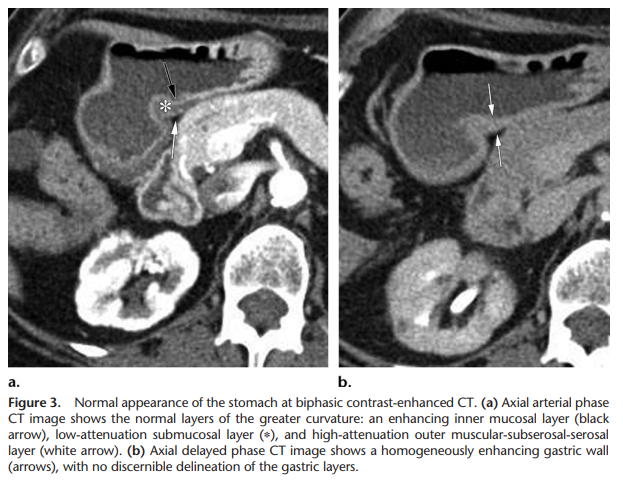 *
a.
b.
Figure 3. Normal appearance of the stomach at biphasic contrast-enhanced CT. (a) Axial arterial phase
CT image shows the normal layers of the greater curvature: an enhancing inner mucosal layer (black
arrow), low-attenuation submucosal layer (*), and high-attenuation outer muscular-subserosal-serosal
layer (white arrow). (b) Axial delayed phase CT image shows a homogeneously enhancing gastric wall
(arrows), with no discernible delineation of the gastric layers.